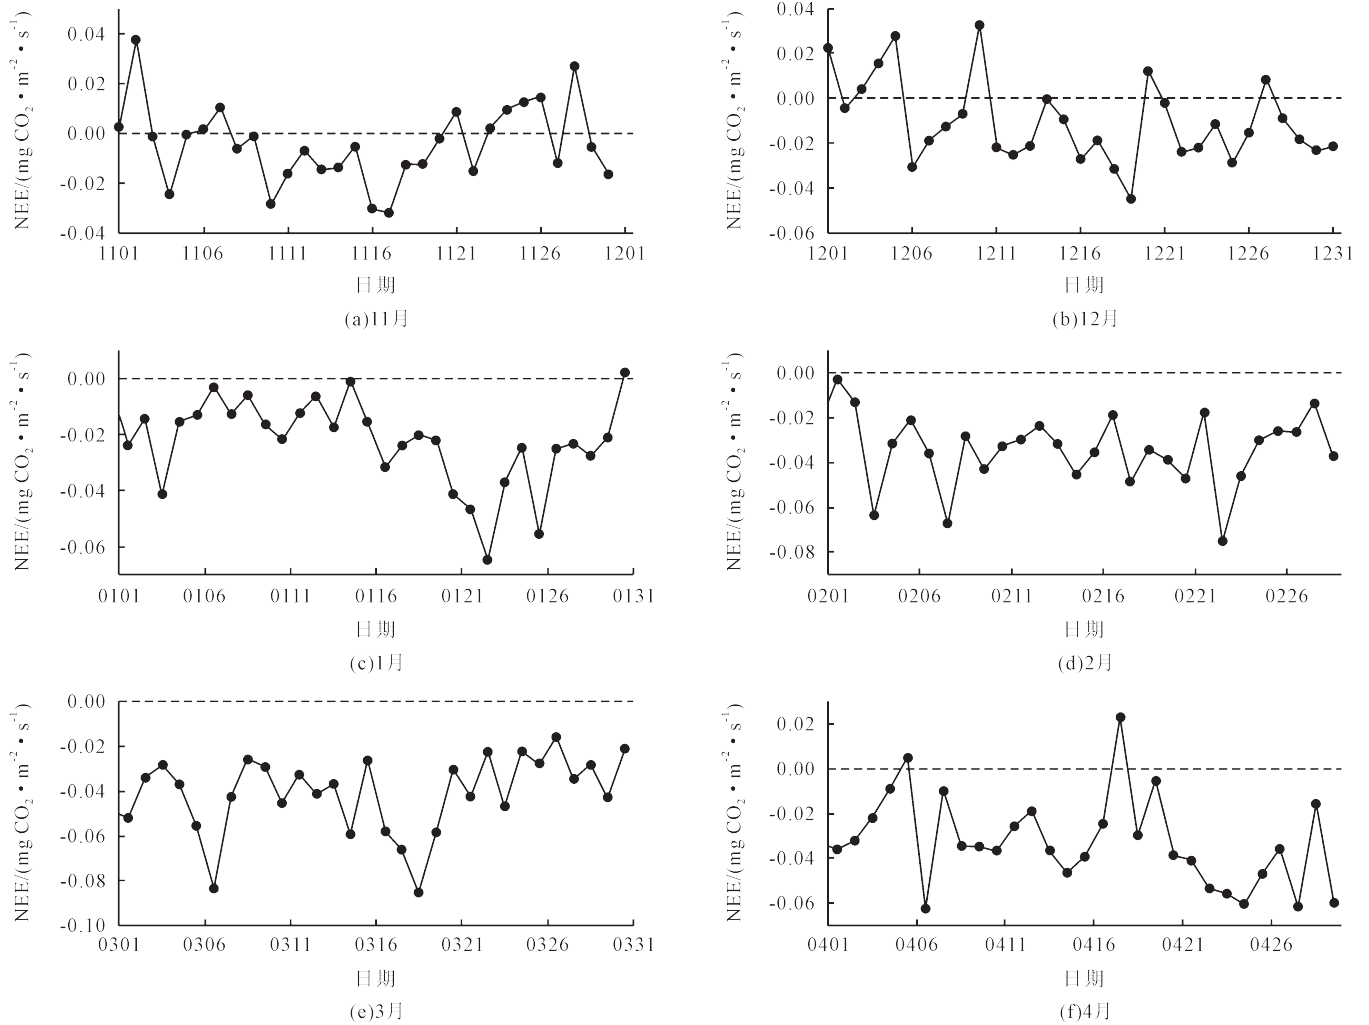 NEE/(mg CO₂ • m⁻² • s⁻¹)
0.04
0.02
0.00
-0.02
-0.04
1101 1106 1111 1116 1121 1126 1201
日期
(a)11月
NEE/(mg CO₂ • m⁻² • s⁻¹)
0.04
0.02
0.00
-0.02
-0.04
-0.06
1201 1206 1211 1216 1221 1226 1231
日期
(b)12月
NEE/(mg CO₂ • m⁻² • s⁻¹)
0.00
-0.02
-0.04
-0.06
0101 0106 0111 0116 0121 0126 0131
日期
(c)1月
NEE/(mg CO₂ • m⁻² • s⁻¹)
0.00
-0.02
-0.04
-0.06
-0.08
0201 0206 0211 0216 0221 0226
日期
(d)2月
NEE/(mg CO₂ • m⁻² • s⁻¹)
0.00
-0.02
-0.04
-0.06
-0.08
-0.10
0301 0306 0311 0316 0321 0326 0331
日期
(e)3月
NEE/(mg CO₂ • m⁻² • s⁻¹)
0.02
0.00
-0.02
-0.04
-0.06
0401 0406 0411 0416 0421 0426
日期
(f)4月